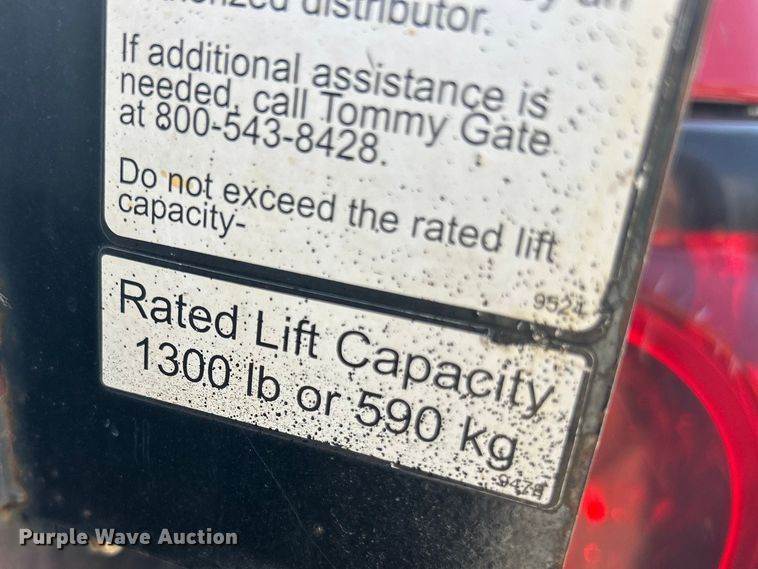 distributor.
If additional assistance is
needed, call Tommy Gate
at 800-543-8428.
Do not exceed the rated lift
capacity-
9524
Rated Lift Capacity
1300 lb or 590 kg
9478
Purple Wave Auction